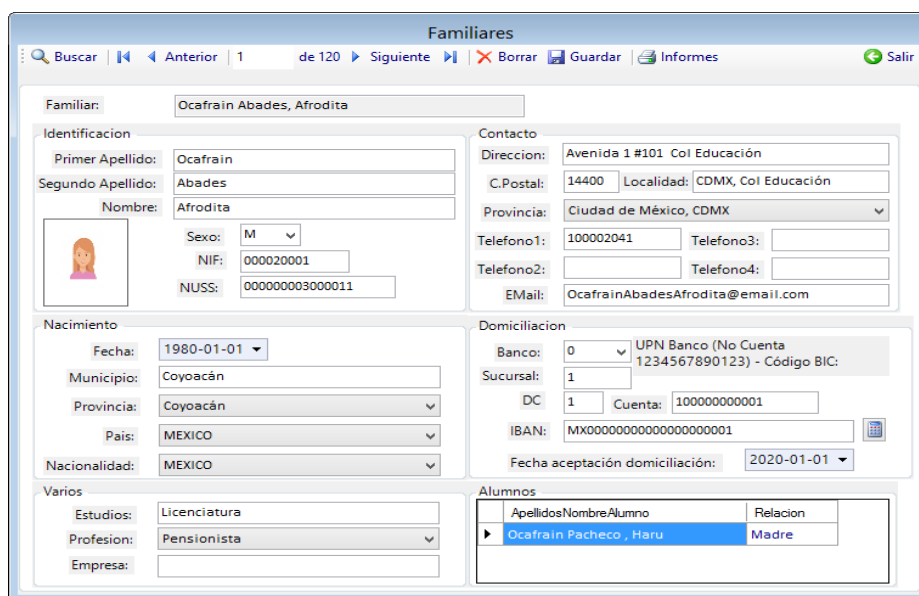 Familiares
Buscar Anterior 1 de 120 Siguiente Borrar Guardar Informes Salir
Familiar: Ocafrain Abades, Afrodita
Identificacion
Primer Apellido: Ocafrain
Segundo Apellido: Abades
Nombre: Afrodita
Sexo: M
NIF: 000020001
NUSS: 000000003000011
Contacto
Direccion: Avenida 1 #101 Col Educación
C.Postal: 14400 Localidad: CDMX, Col Educación
Provincia: Ciudad de México, CDMX
Telefono1: 100002041 Telefono3:
Telefono2: Telefono4:
EMail: OcafrainAbadesAfrodita@email.com
Nacimiento
Fecha: 1980-01-01
Municipio: Coyoacán
Provincia: Coyoacán
Pais: MEXICO
Nacionalidad: MEXICO
Domiciliacion
Banco: 0 UPN Banco (No Cuenta
1234567890123) - Código BIC:
Sucursal: 1
DC 1 Cuenta: 100000000001
IBAN: MX00000000000000000001
Fecha aceptación domiciliación: 2020-01-01
Varios
Estudios: Licenciatura
Profesion: Pensionista
Empresa:
Alumnos
ApellidosNombreAlumno Relacion
Ocafrain Pacheco , Haru Madre